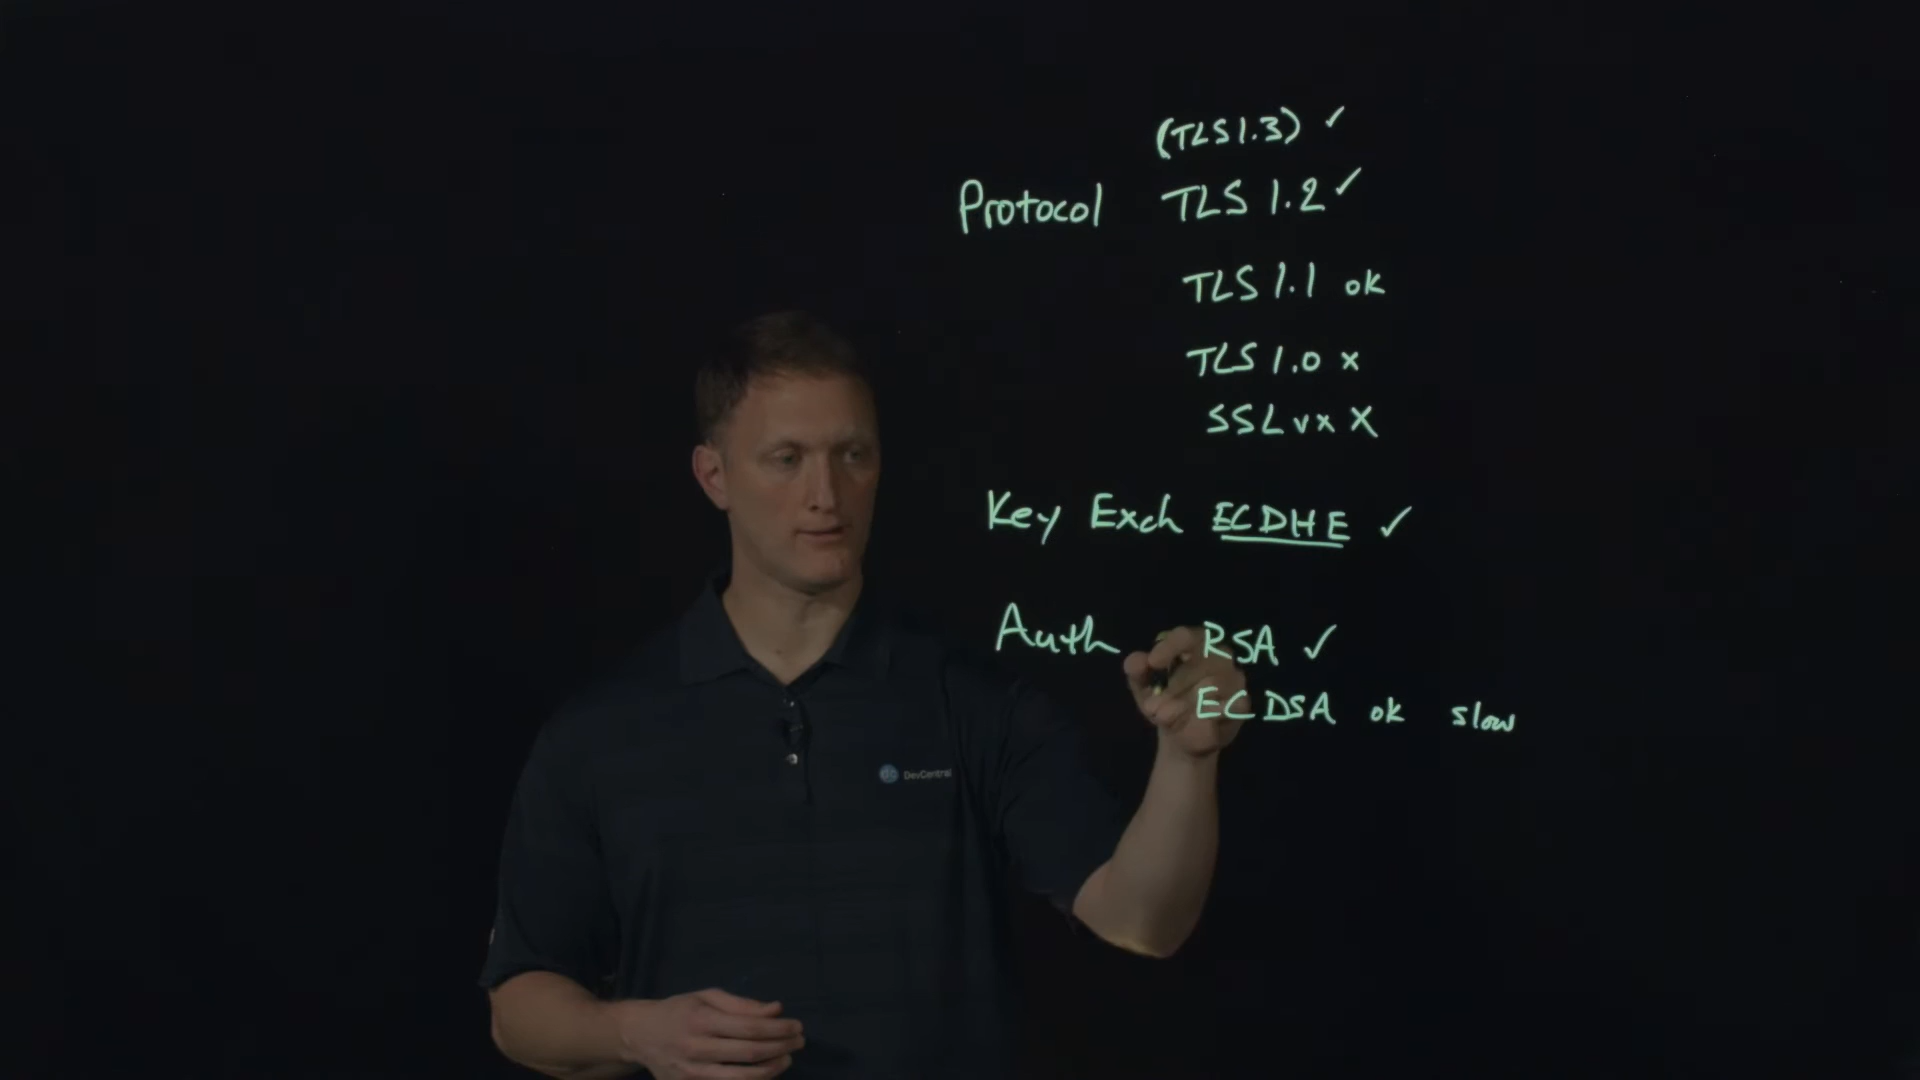 (TLS1.3) ✓
Protocol TLS 1.2 ✓
TLS 1.1 ok
TLS 1.0 x
SSLvx X
Key Exch ECDHE ✓
Auth RSA ✓
ECDSA ok slow
DevCentral